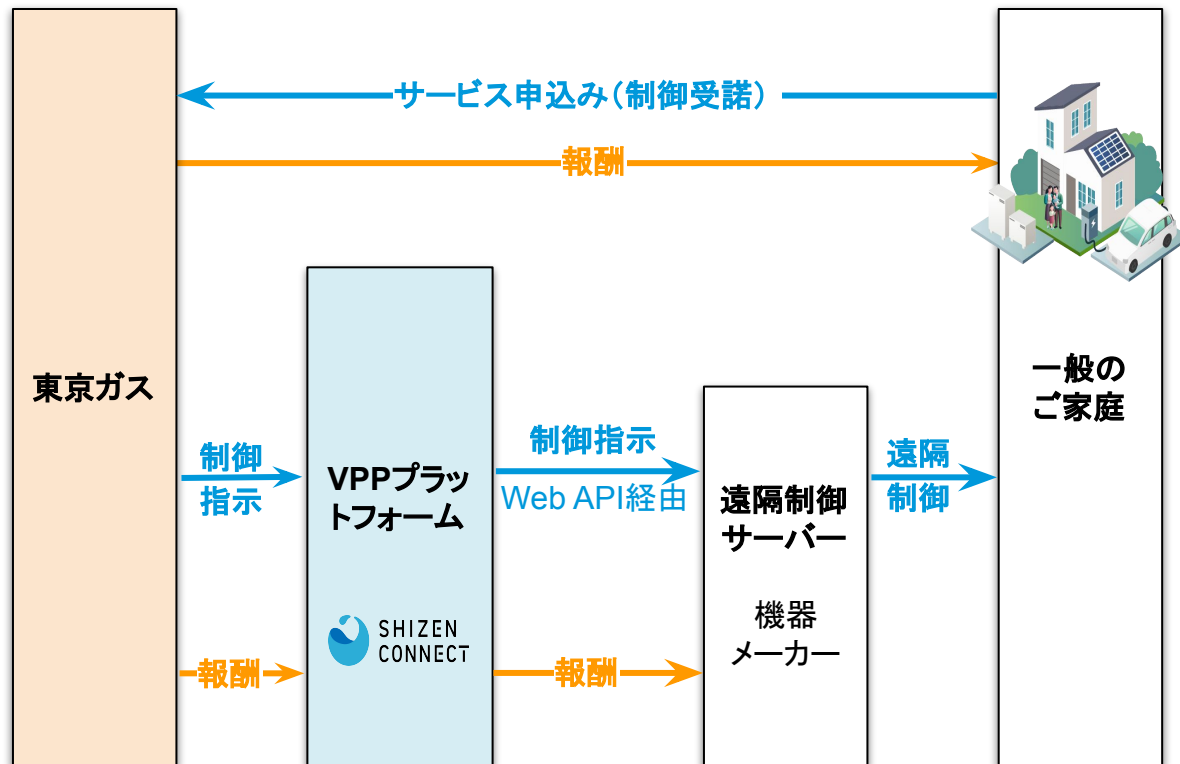 サービス申込み（制御受諾）
報酬
東京ガス
制御
指示
報酬
VPPプラッ
トフォーム
SHIZEN
CONNECT
制御指示
Web API経由
報酬
遠隔制御
サーバー
機器
メーカー
遠隔
制御
一般の
ご家庭